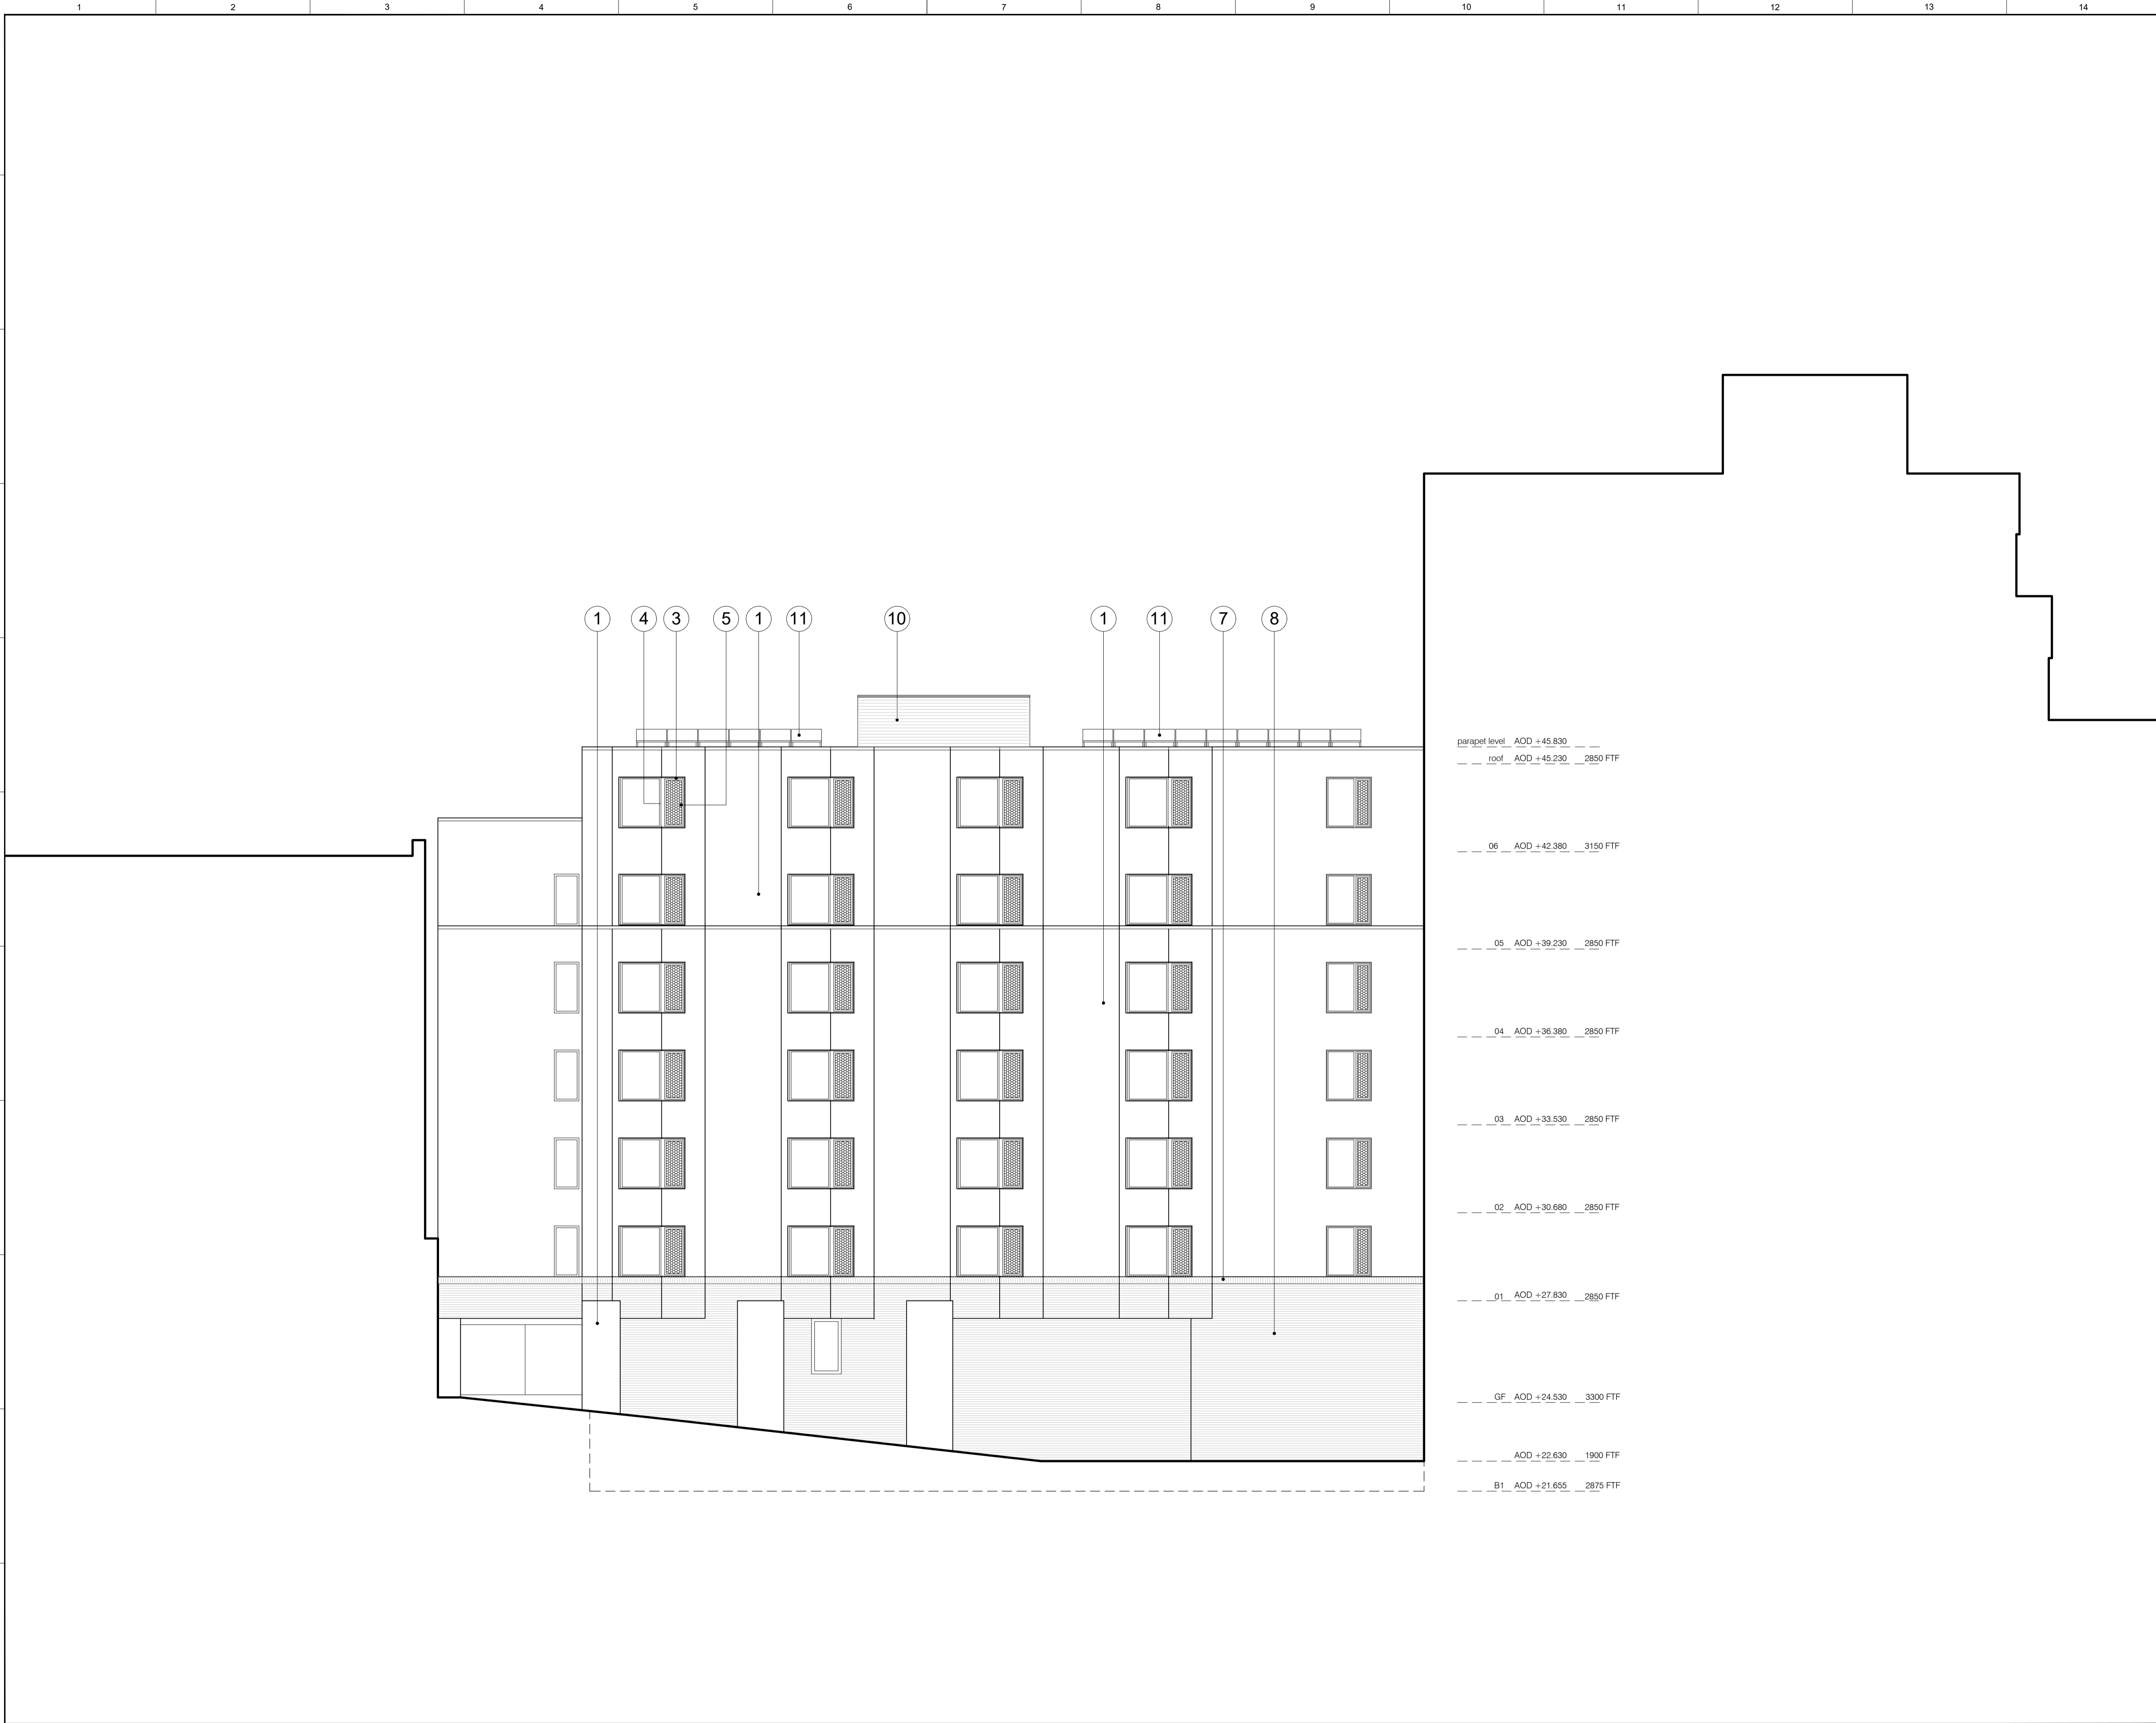 1 2 3 4 5 6 7 8 9 10 11 12 13 14
1 4 3 5 1 11 10 1 11 7 8
parapet level AOD +45.830
roof AOD +45.230 2850 FTF
06 AOD +42.380 3150 FTF
05 AOD +39.230 2850 FTF
04 AOD +36.380 2850 FTF
03 AOD +33.530 2850 FTF
02 AOD +30.680 2850 FTF
01 AOD +27.830 2850 FTF
GF AOD +24.530 3300 FTF
AOD +22.630 1900 FTF
B1 AOD +21.655 2875 FTF